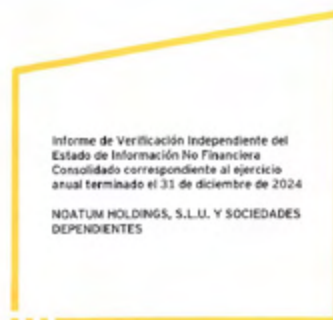 Informe de Verificación Independiente del
Estado de Información No Financiera
Consolidado correspondiente al ejercicio
anual terminado el 31 de diciembre de 2024
NOATUM HOLDINGS, S.L.U. Y SOCIEDADES
DEPENDIENTES